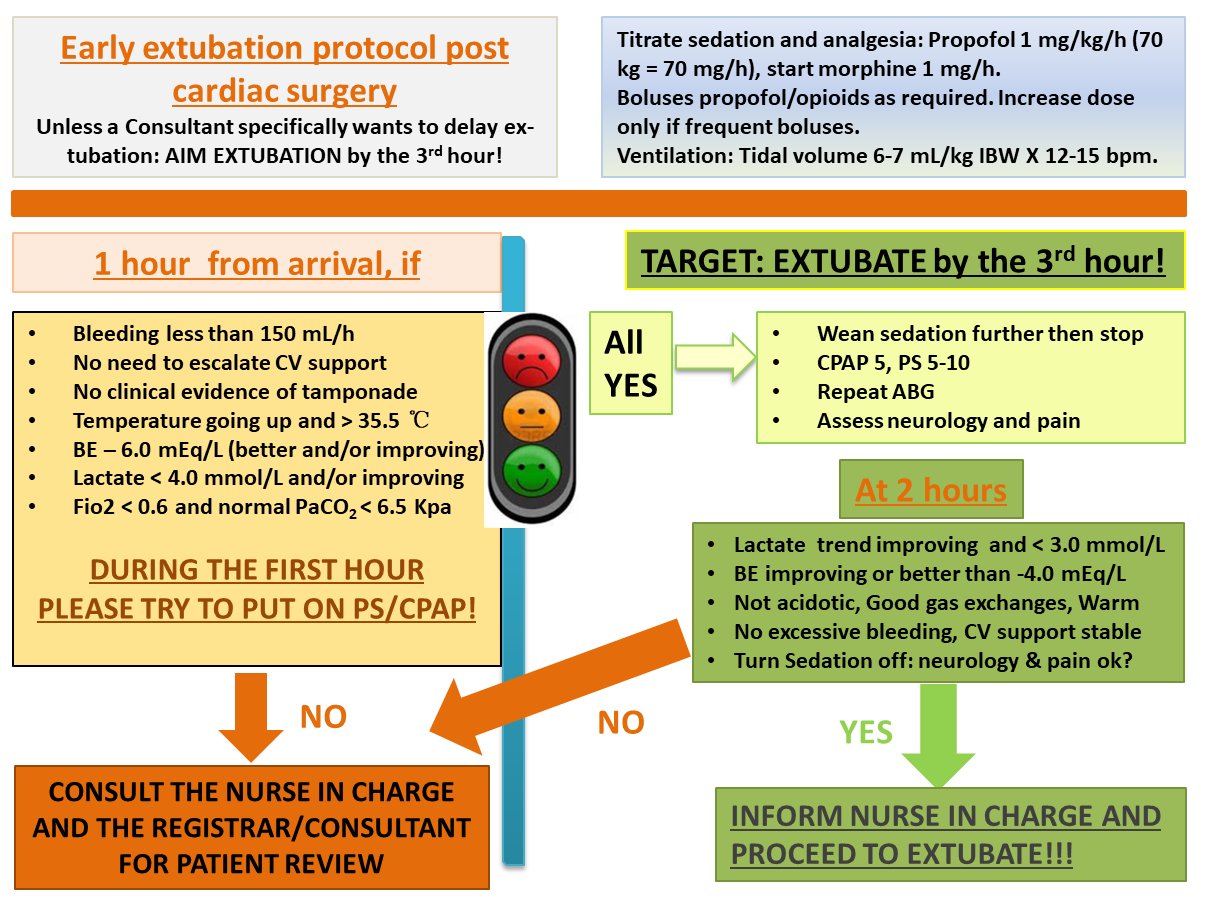 Early extubation protocol post
cardiac surgery
Unless a Consultant specifically wants to delay ex-
tubation: AIM EXTUBATION by the 3rd hour!
Titrate sedation and analgesia: Propofol 1 mg/kg/h (70
kg = 70 mg/h), start morphine 1 mg/h.
Boluses propofol/opioids as required. Increase dose
only if frequent boluses.
Ventilation: Tidal volume 6-7 mL/kg IBW X 12-15 bpm.
1 hour from arrival, if
• Bleeding less than 150 mL/h
• No need to escalate CV support
• No clinical evidence of tamponade
• Temperature going up and > 35.5 ℃
• BE – 6.0 mEq/L (better and/or improving)
• Lactate < 4.0 mmol/L and/or improving
• Fio2 < 0.6 and normal PaCO2 < 6.5 Kpa
DURING THE FIRST HOUR
PLEASE TRY TO PUT ON PS/CPAP!
TARGET: EXTUBATE by the 3rd hour!
All
YES
• Wean sedation further then stop
• CPAP 5, PS 5-10
• Repeat ABG
• Assess neurology and pain
At 2 hours
• Lactate trend improving and < 3.0 mmol/L
• BE improving or better than -4.0 mEq/L
• Not acidotic, Good gas exchanges, Warm
• No excessive bleeding, CV support stable
• Turn Sedation off: neurology & pain ok?
NO
NO
YES
CONSULT THE NURSE IN CHARGE
AND THE REGISTRAR/CONSULTANT
FOR PATIENT REVIEW
INFORM NURSE IN CHARGE AND
PROCEED TO EXTUBATE!!!